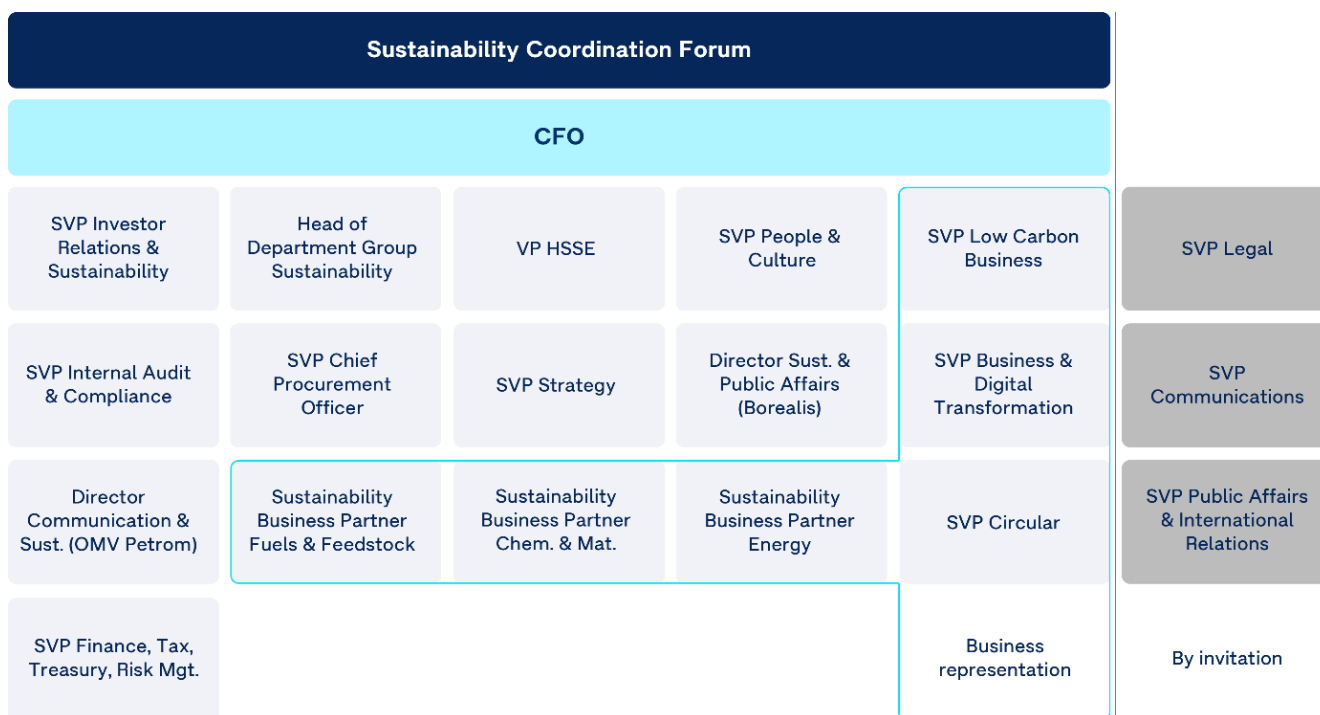 Sustainability Coordination Forum
CFO
SVP Investor
Relations &
Sustainability
Head of
Department Group
Sustainability
VP HSSE
SVP People &
Culture
SVP Low Carbon
Business
SVP Legal
SVP Internal Audit
& Compliance
SVP Chief
Procurement
Officer
SVP Strategy
Director Sust. &
Public Affairs
(Borealis)
SVP Business &
Digital
Transformation
SVP
Communications
Director
Communication &
Sust. (OMV Petrom)
Sustainability
Business Partner
Fuels & Feedstock
Sustainability
Business Partner
Chem. & Mat.
Sustainability
Business Partner
Energy
SVP Circular
SVP Public Affairs
& International
Relations
SVP Finance, Tax,
Treasury, Risk Mgt.
Business
representation
By invitation